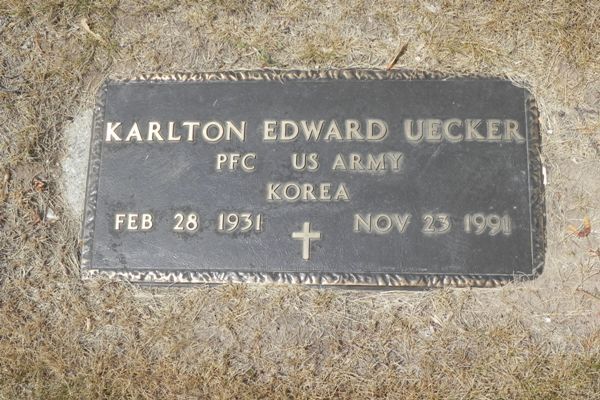 KARLTON EDWARD UECKER
PFC US ARMY
KOREA
FEB 28 1931 NOV 23 1991